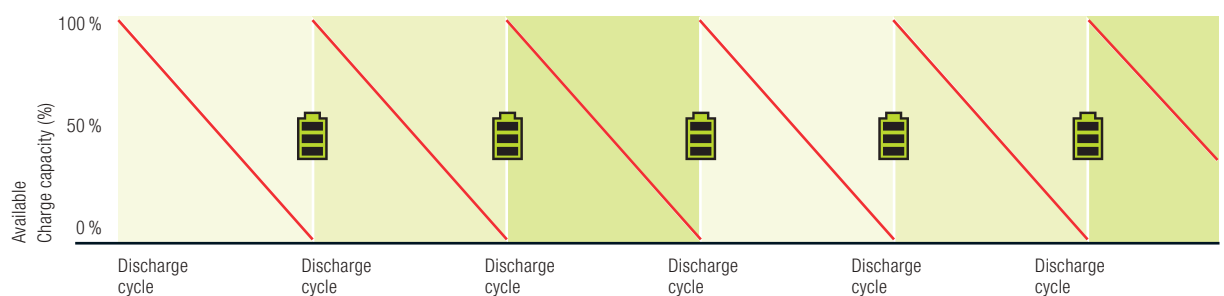 100 %
50 %
0 %
Available
Charge capacity (%)
Discharge
cycle
Discharge
cycle
Discharge
cycle
Discharge
cycle
Discharge
cycle
Discharge
cycle